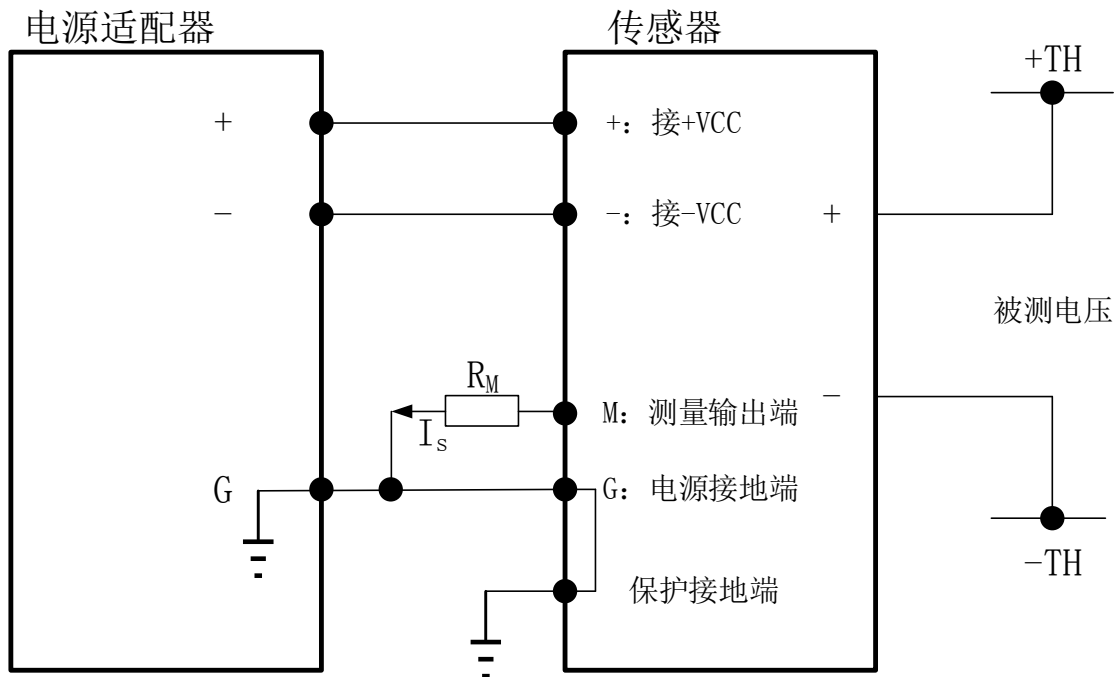 电源适配器
传感器
+TH
+
+: 接+VCC
−
−: 接−VCC
+
被测电压
R_M
−
M: 测量输出端
I_s
G
G: 电源接地端
−TH
保护接地端